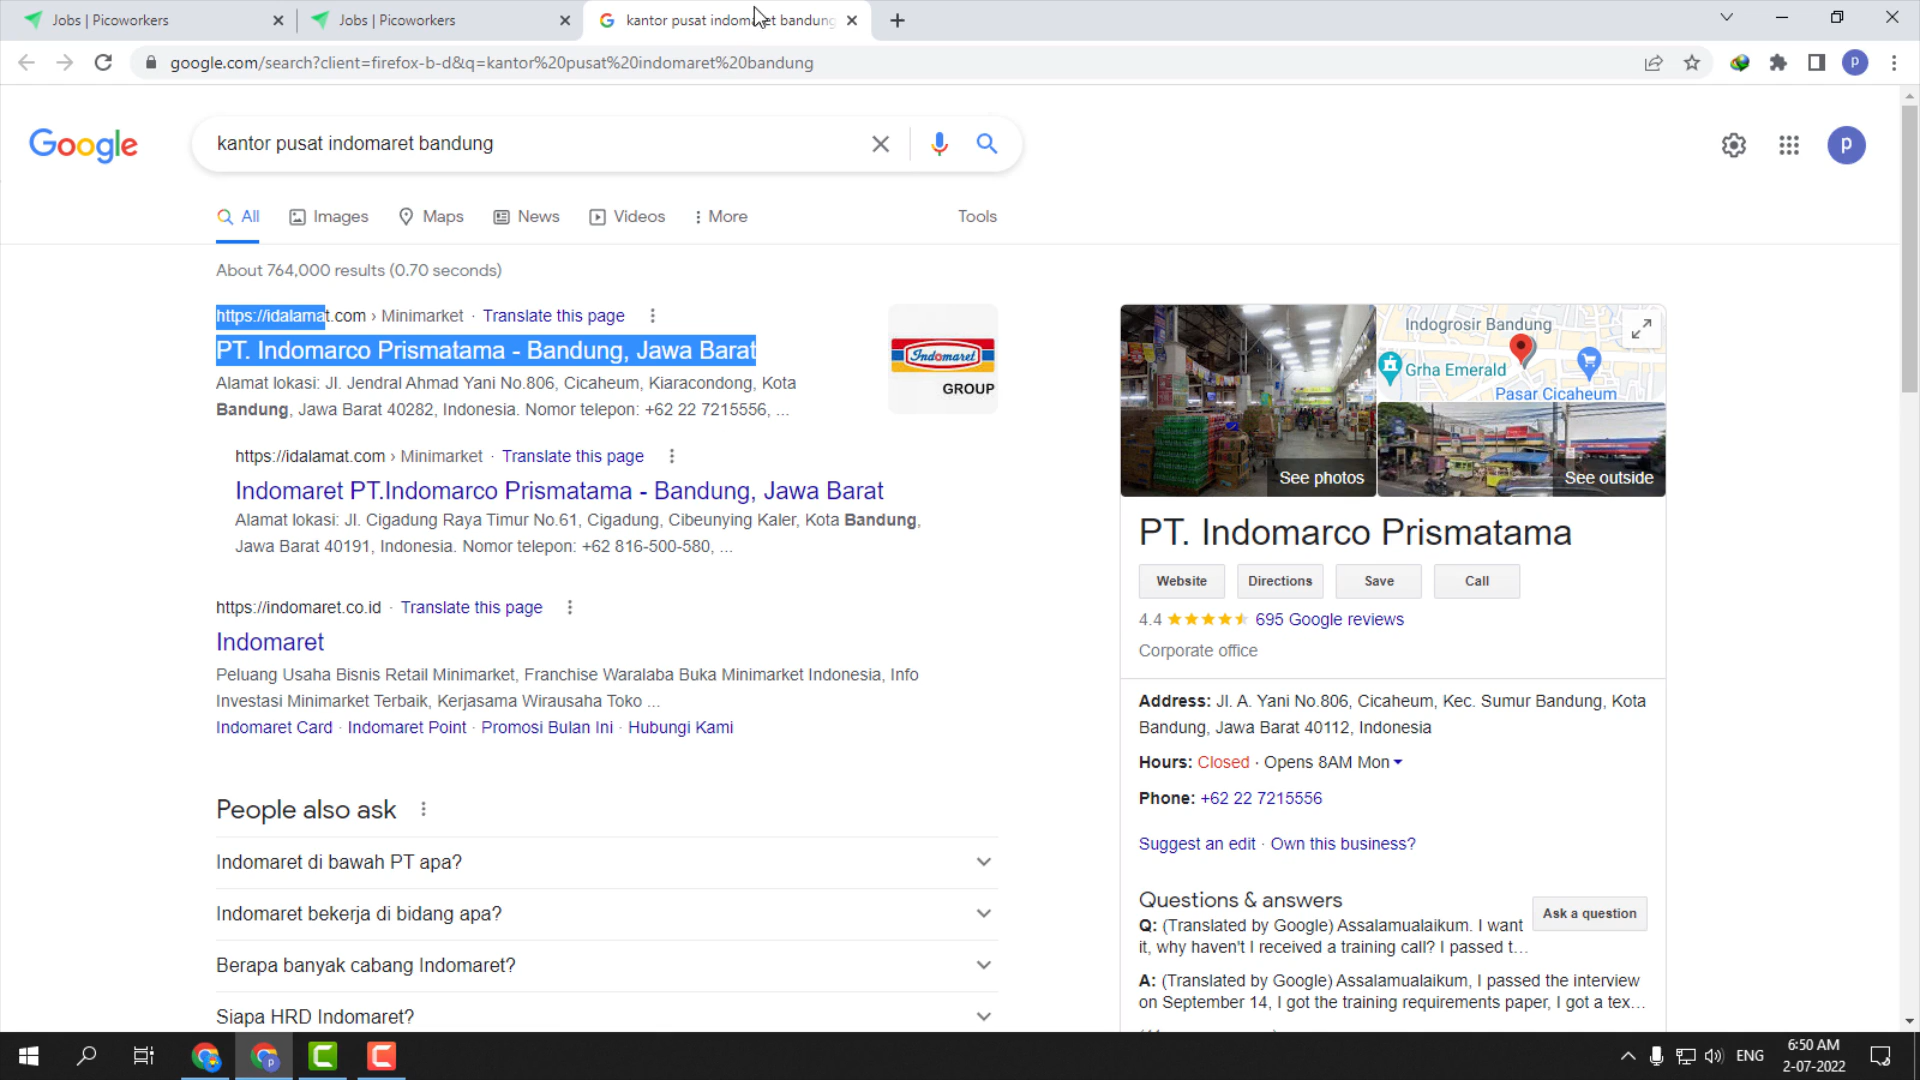 Jobs | Picoworkers
Jobs | Picoworkers
google.com/search?client=firefox-b-d&q=kantor%20pusat%20indomaret%20bandung
p
Google
kantor pusat indomaret bandung
p
All
Images
Maps
News
Videos
More
Tools
About 764,000 results (0.70 seconds)
https://idalamat.com › Minimarket · Translate this page
PT. Indomarco Prismatama - Bandung, Jawa Barat
Alamat lokasi: Jl. Jendral Ahmad Yani No.806, Cicaheum, Kiaracondong, Kota
Bandung, Jawa Barat 40282, Indonesia. Nomor telepon: +62 22 7215556, ...
Indomaret
GROUP
https://idalamat.com › Minimarket · Translate this page
Indomaret PT.Indomarco Prismatama - Bandung, Jawa Barat
Alamat lokasi: Jl. Cigadung Raya Timur No.61, Cigadung, Cibeunying Kaler, Kota Bandung,
Jawa Barat 40191, Indonesia. Nomor telepon: +62 816-500-580, ...
https://indomaret.co.id · Translate this page
Indomaret
Peluang Usaha Bisnis Retail Minimarket, Franchise Waralaba Buka Minimarket Indonesia, Info
Investasi Minimarket Terbaik, Kerjasama Wirausaha Toko ...
Indomaret Card · Indomaret Point · Promosi Bulan Ini · Hubungi Kami
People also ask
Indomaret di bawah PT apa?
Indomaret bekerja di bidang apa?
Berapa banyak cabang Indomaret?
Siapa HRD Indomaret?
See photos
Indogrosir Bandung
Grha Emerald
Pasar Cicaheum
See outside
PT. Indomarco Prismatama
Website
Directions
Save
Call
4.4
695 Google reviews
Corporate office
Address: Jl. A. Yani No.806, Cicaheum, Kec. Sumur Bandung, Kota
Bandung, Jawa Barat 40112, Indonesia
Hours: Closed · Opens 8AM Mon
Phone: +62 22 7215556
Suggest an edit · Own this business?
Questions & answers
Ask a question
Q: (Translated by Google) Assalamualaikum. I want
it, why haven't I received a training call? I passed t...
A: (Translated by Google) Assalamualaikum, I passed the interview
on September 14, I got the training requirements paper, I got a tex...
ENG
6:50 AM
2-07-2022